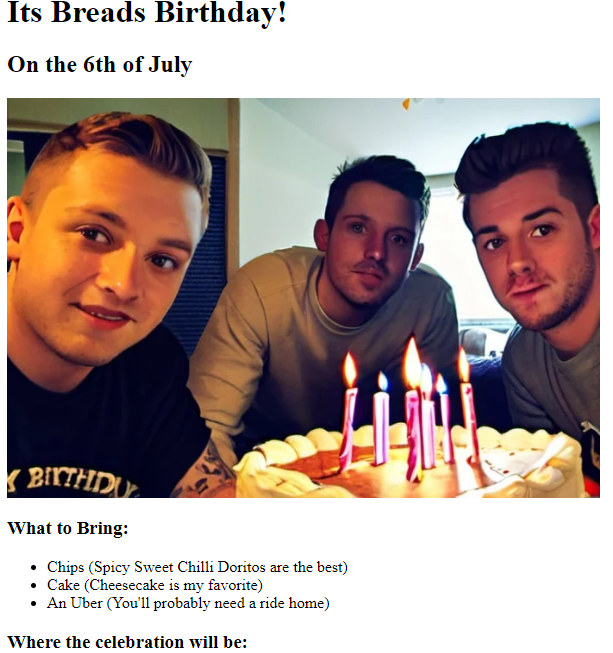 Its Breads Birthday!
On the 6th of July
BIRTHDU
What to Bring:
Chips (Spicy Sweet Chilli Doritos are the best)
Cake (Cheesecake is my favorite)
An Uber (You'll probably need a ride home)
Where the celebration will be: